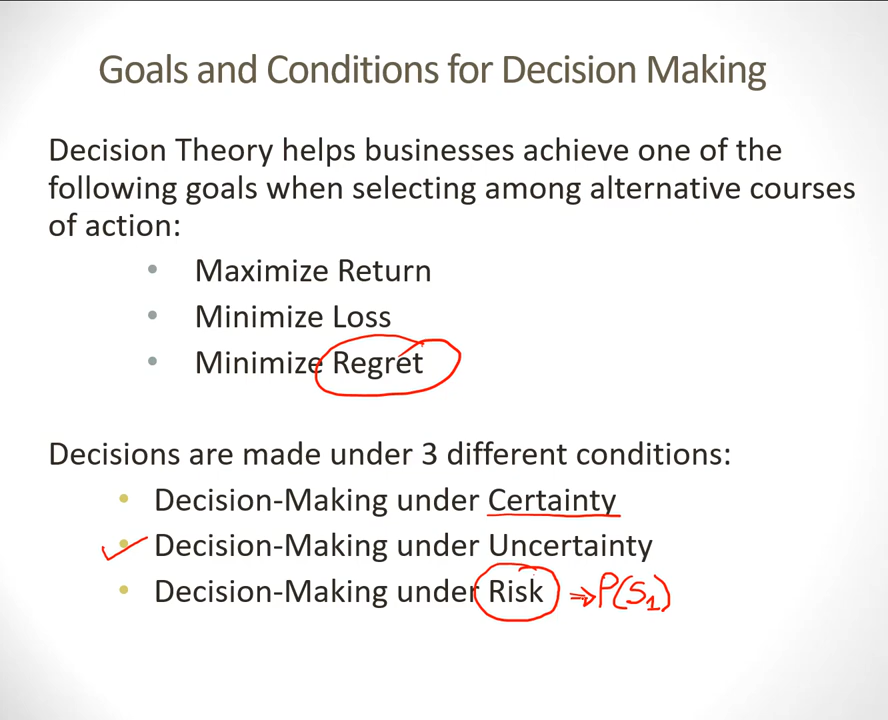 Goals and Conditions for Decision Making
Decision Theory helps businesses achieve one of the
following goals when selecting among alternative courses
of action:
• Maximize Return
• Minimize Loss
• Minimize Regret
Decisions are made under 3 different conditions:
• Decision-Making under Certainty
• Decision-Making under Uncertainty
• Decision-Making under Risk ⇒ P(S₁)